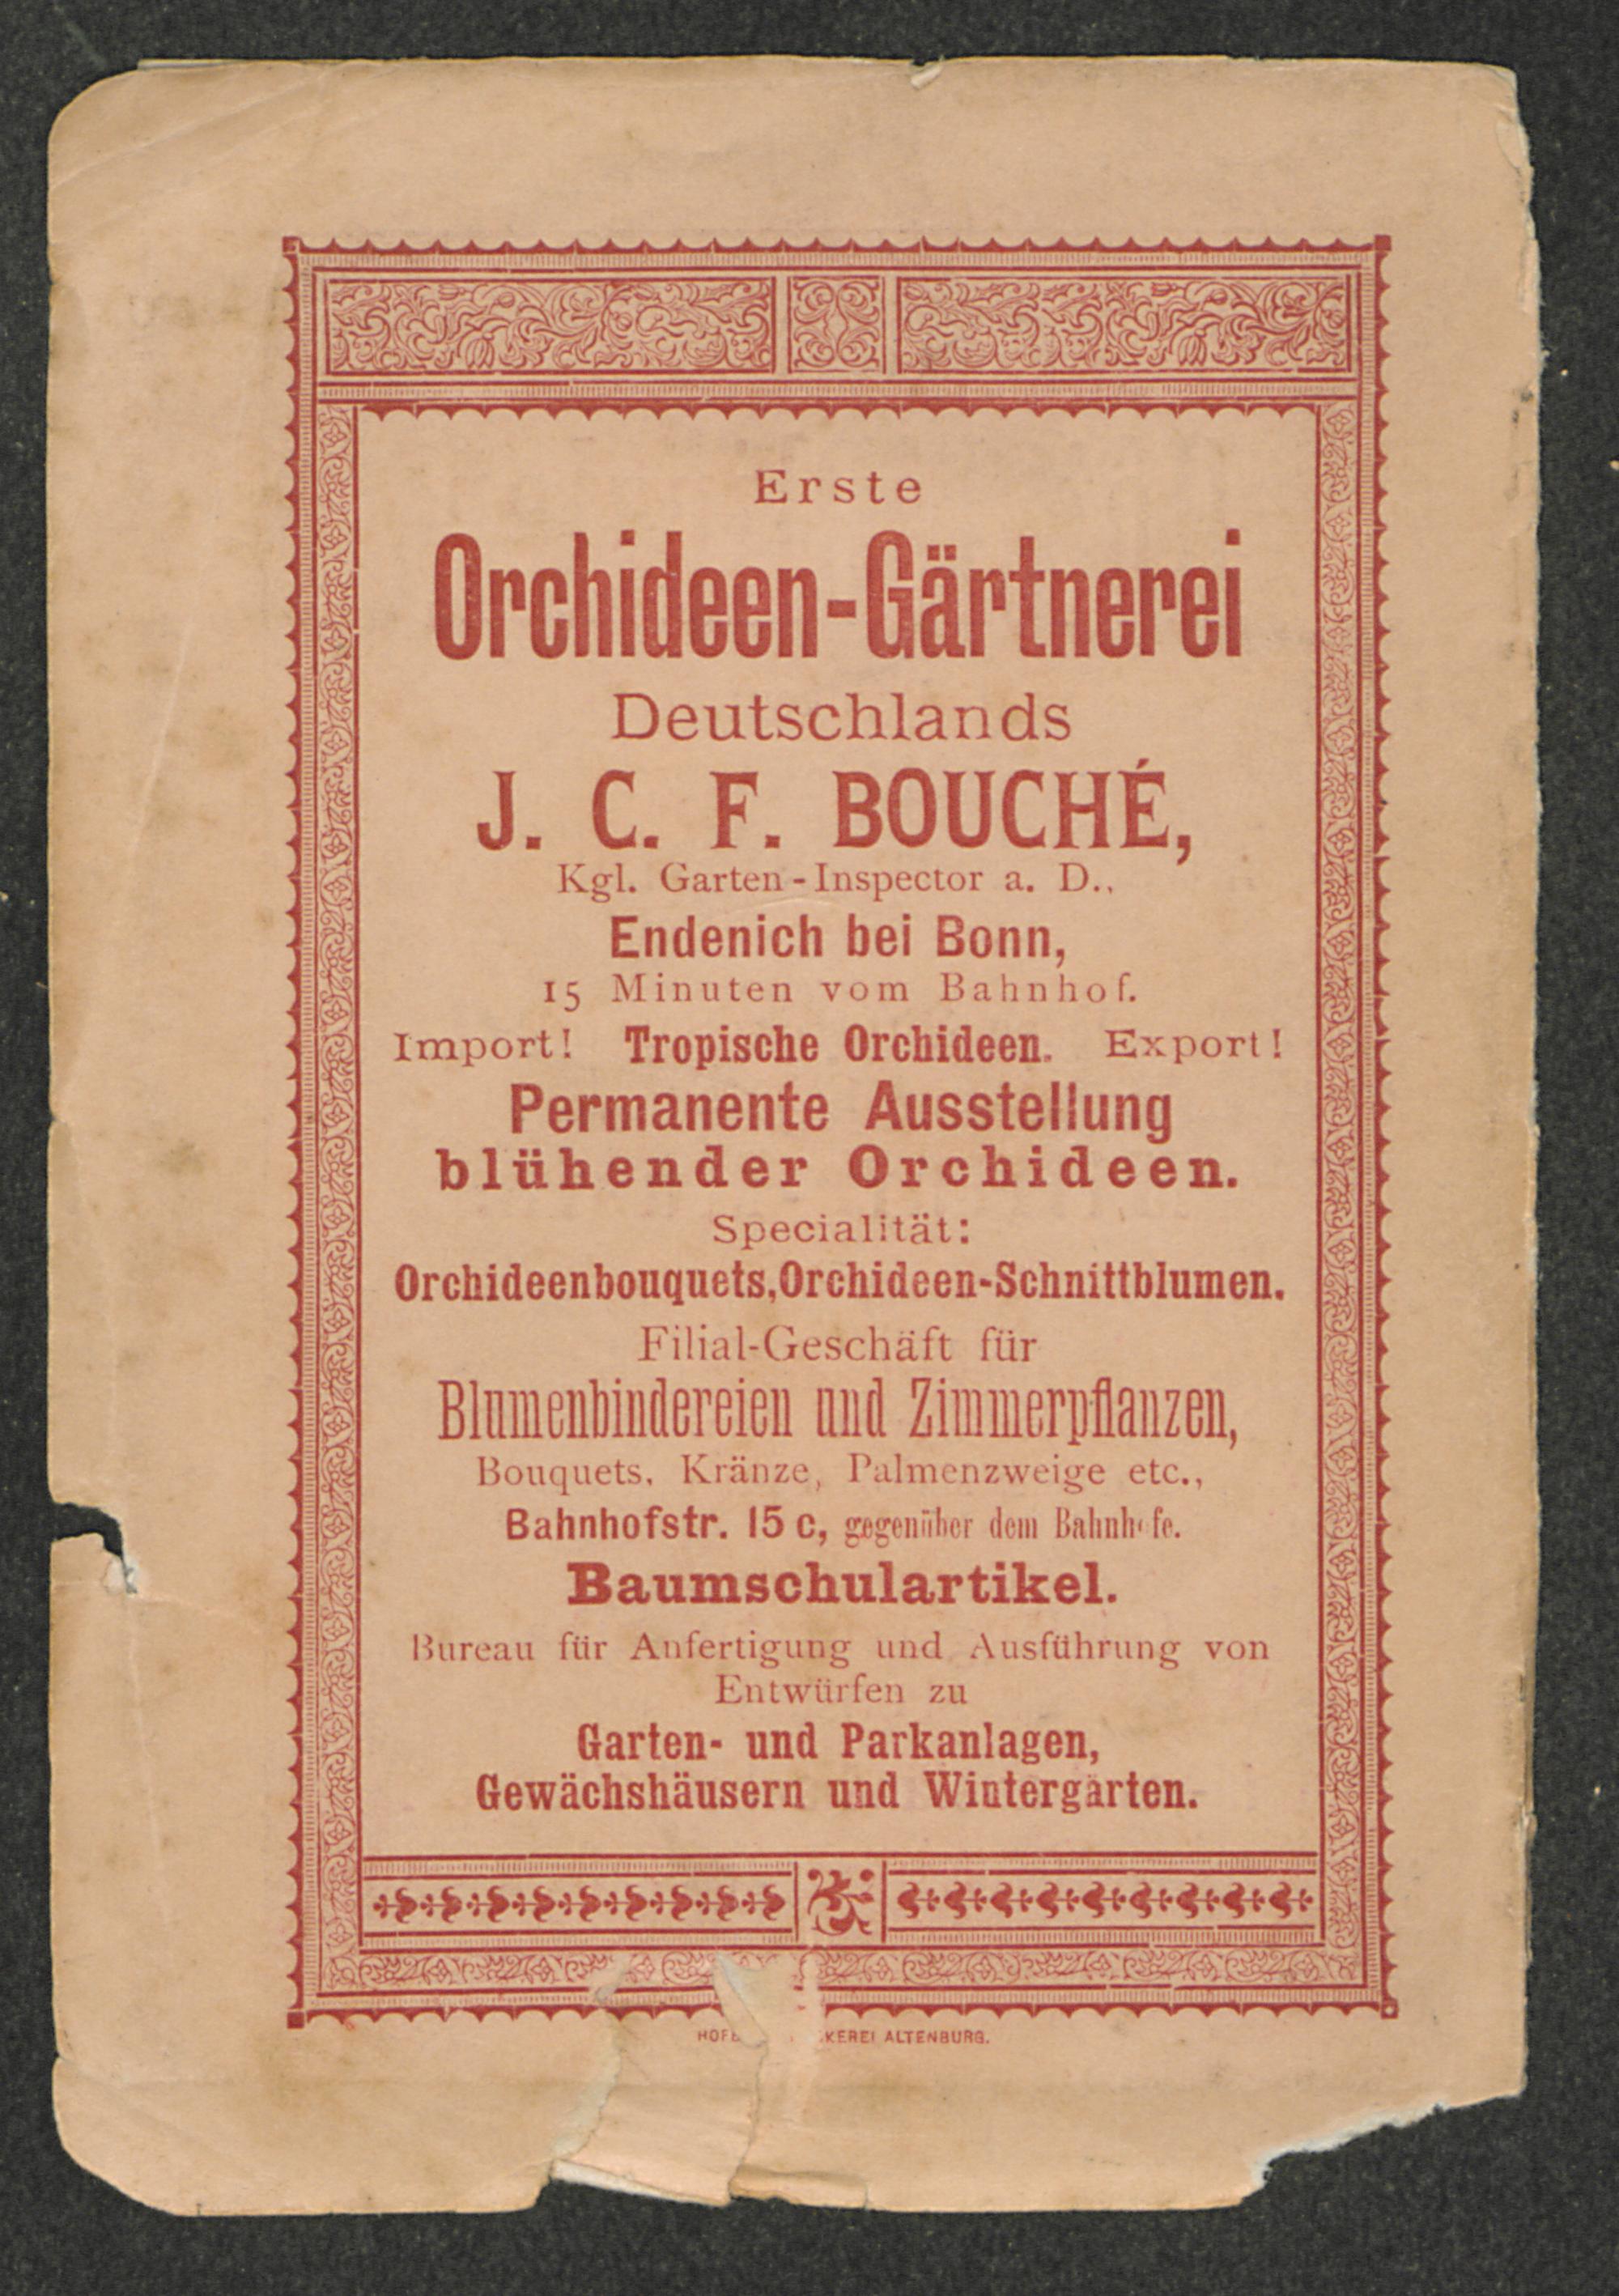 Erste
Orchideen-Gärtnerei
Deutschlands
J. C. F. BOUCHÉ,
Kgl. Garten-Inspector a. D.,
Endenich bei Bonn,
15 Minuten vom Bahnhof.
Import! Tropische Orchideen. Export!
Permanente Ausstellung
blühender Orchideen.
Specialität:
Orchideenbouquets, Orchideen-Schnittblumen.
Filial-Geschäft für
Blumenbindereien und Zimmerpflanzen,
Bouquets, Kränze, Palmenzweige etc.,
Bahnhofstr. 15 c, gegenüber dem Bahnhofe.
Baumschulartikel.
Bureau für Anfertigung und Ausführung von
Entwürfen zu
Garten- und Parkanlagen,
Gewächshäusern und Wintergärten.
ALTENBURG.